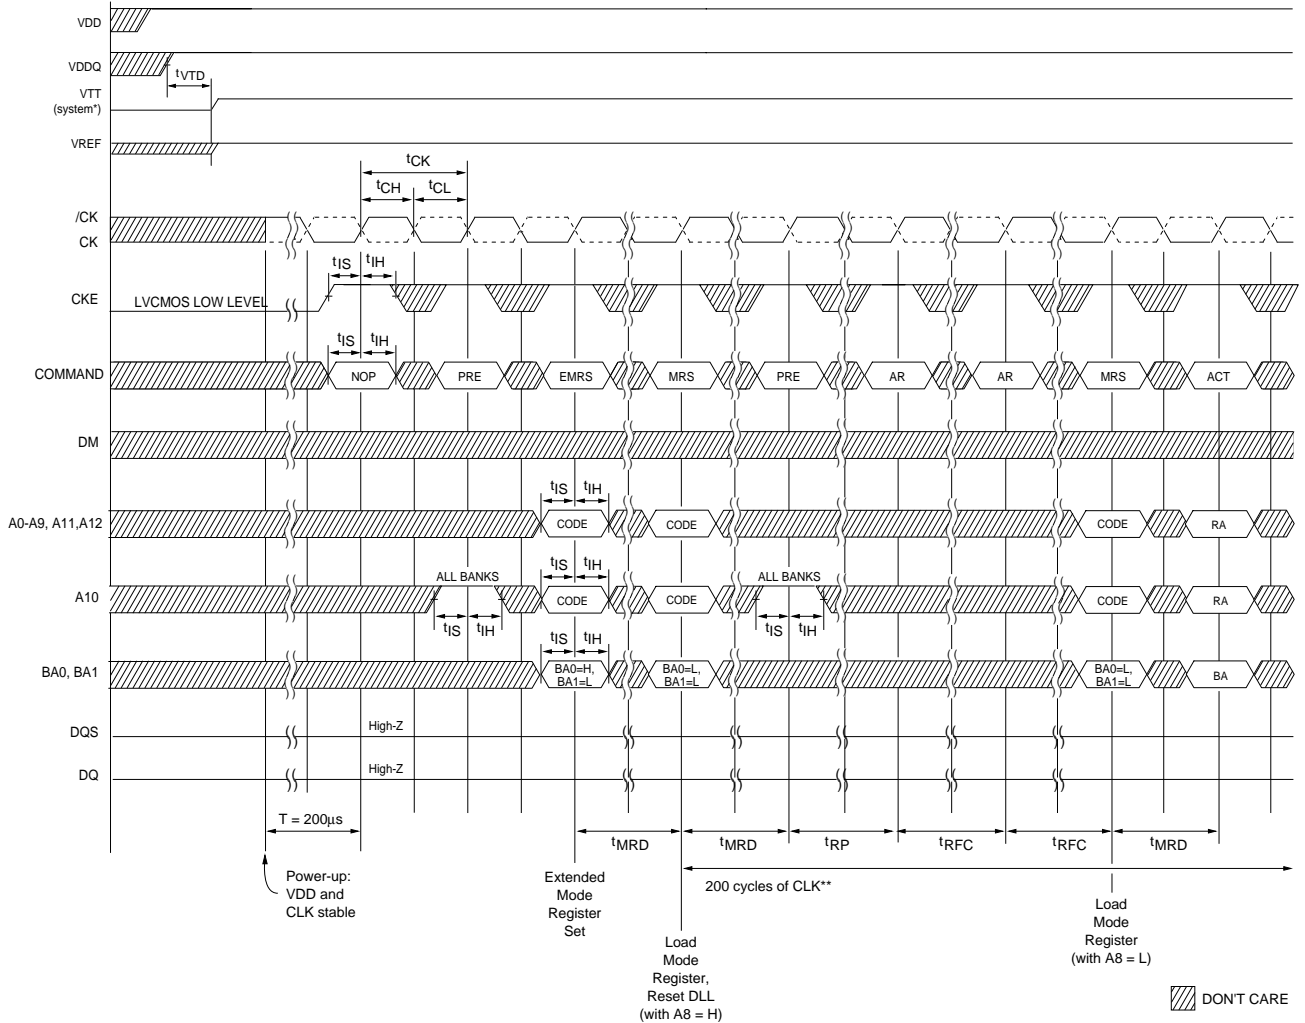 VDD
VDDQ
tVTD
VTT
(system*)
VREF
tCK
tCH tCL
/CK
CK
tIS tIH
CKE LVCMOS LOW LEVEL
tIS tIH
COMMAND NOP PRE EMRS MRS PRE AR AR MRS ACT
DM
tIS tIH
A0-A9, A11,A12 CODE CODE CODE RA
ALL BANKS tIS tIH ALL BANKS
A10 CODE CODE CODE RA
tIS tIH tIS tIH
tIS tIH
BA0, BA1 BA0=H, BA0=L, BA0=L, BA
BA1=L BA1=L BA1=L
DQS High-Z
DQ High-Z
T = 200µs
tMRD tMRD tRP tRFC tRFC tMRD
Power-up:
VDD and
CLK stable
Extended
Mode
Register
Set
200 cycles of CLK**
Load
Mode
Register,
Reset DLL
(with A8 = H)
Load
Mode
Register
(with A8 = L)
DON'T CARE